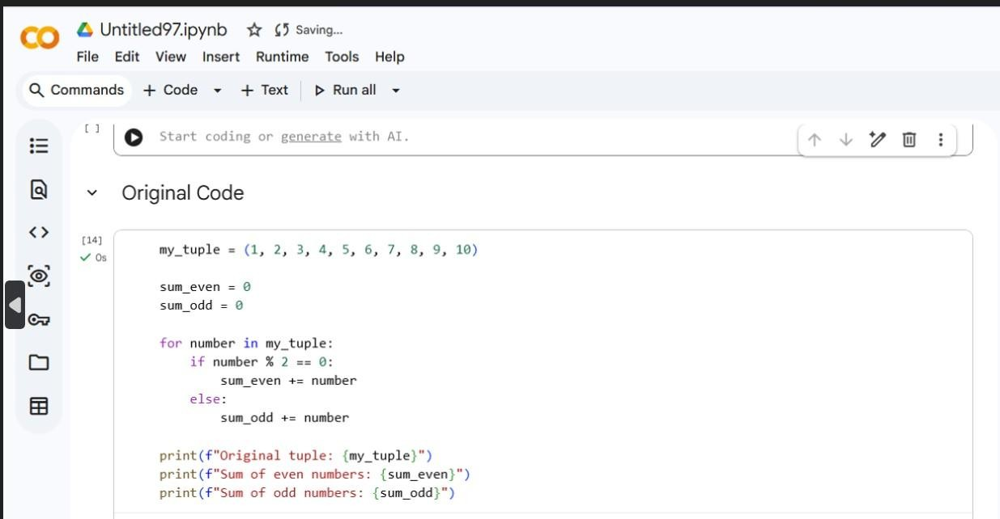 Untitled97.ipynb Saving...
File Edit View Insert Runtime Tools Help
Commands + Code + Text Run all
[ ] Start coding or generate with AI.
Original Code
[14]
0s
my_tuple = (1, 2, 3, 4, 5, 6, 7, 8, 9, 10)
sum_even = 0
sum_odd = 0
for number in my_tuple:
    if number % 2 == 0:
        sum_even += number
    else:
        sum_odd += number
print(f"Original tuple: {my_tuple}")
print(f"Sum of even numbers: {sum_even}")
print(f"Sum of odd numbers: {sum_odd}")